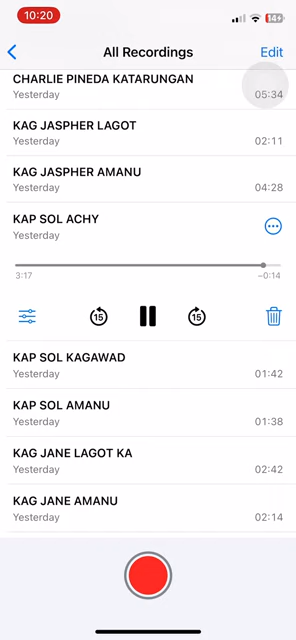 10:20
14+
All Recordings
Edit
CHARLIE PINEDA KATARUNGAN
Yesterday
05:34
KAG JASPHER LAGOT
Yesterday
02:11
KAG JASPHER AMANU
Yesterday
04:28
KAP SOL ACHY
Yesterday
3:17
−0:14
15
15
KAP SOL KAGAWAD
Yesterday
01:42
KAP SOL AMANU
Yesterday
01:38
KAG JANE LAGOT KA
Yesterday
02:42
KAG JANE AMANU
Yesterday
02:14